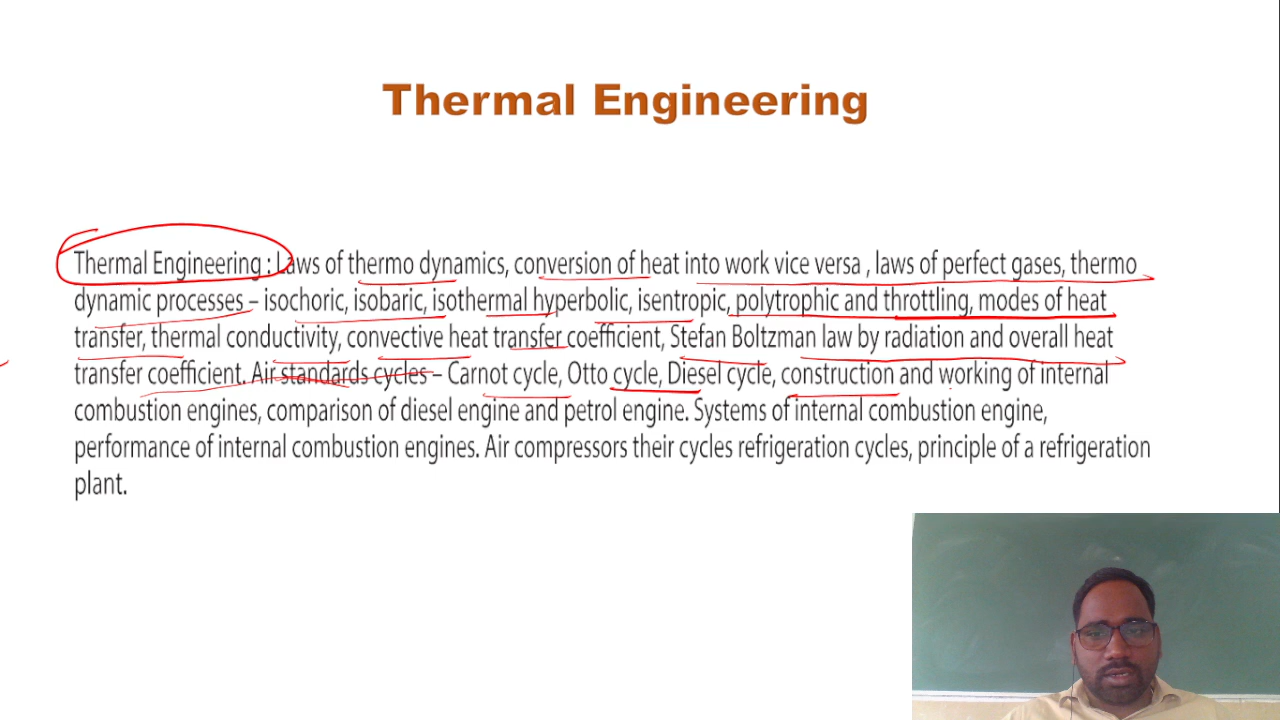 Thermal Engineering
Thermal Engineering : Laws of thermo dynamics, conversion of heat into work vice versa , laws of perfect gases, thermo
dynamic processes – isochoric, isobaric, isothermal hyperbolic, isentropic, polytrophic and throttling, modes of heat
transfer, thermal conductivity, convective heat transfer coefficient, Stefan Boltzman law by radiation and overall heat
transfer coefficient. Air standards cycles – Carnot cycle, Otto cycle, Diesel cycle, construction and working of internal
combustion engines, comparison of diesel engine and petrol engine. Systems of internal combustion engine,
performance of internal combustion engines. Air compressors their cycles refrigeration cycles, principle of a refrigeration
plant.